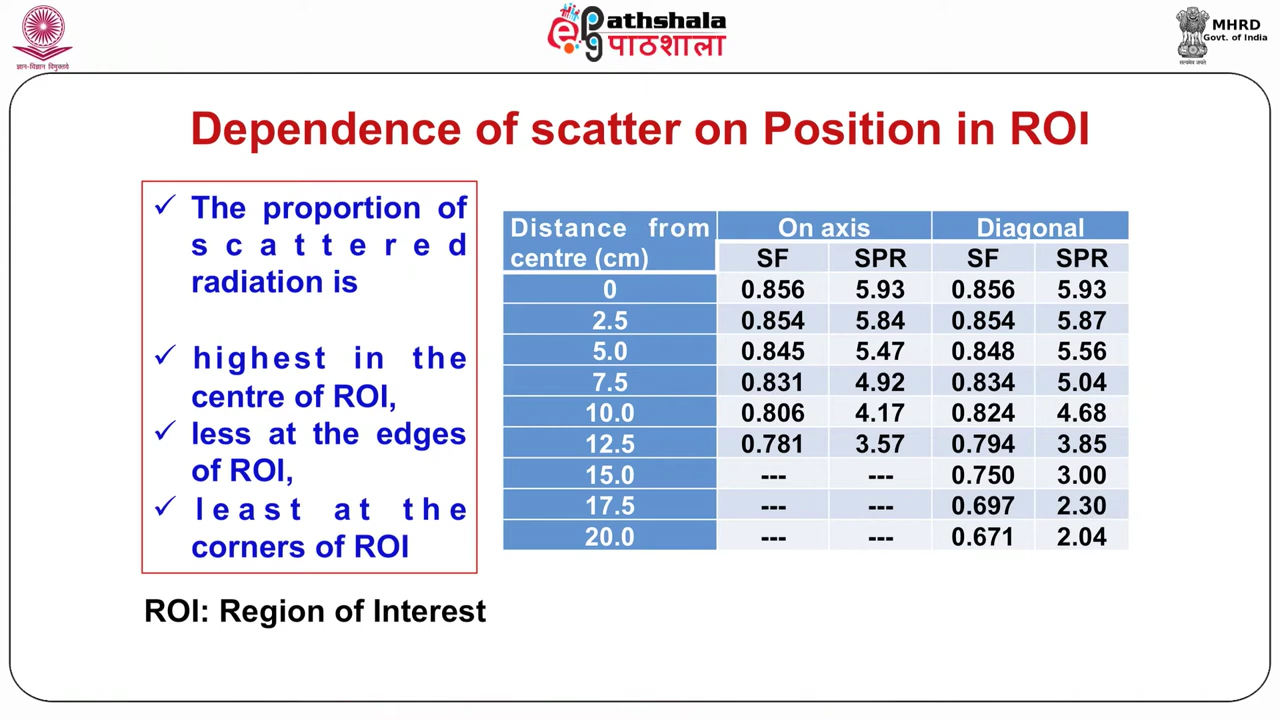 ज्ञान-विज्ञान विमुक्तये
ePG Pathshala
पाठशाला
MHRD
Govt. of India
सत्यमेव जयते
Dependence of scatter on Position in ROI
✓ The proportion of
scattered
radiation is
✓ highest in the
centre of ROI,
✓ less at the edges
of ROI,
✓ least at the
corners of ROI
ROI: Region of Interest
Distance from On axis Diagonal
centre (cm) SF SPR SF SPR
0 0.856 5.93 0.856 5.93
2.5 0.854 5.84 0.854 5.87
5.0 0.845 5.47 0.848 5.56
7.5 0.831 4.92 0.834 5.04
10.0 0.806 4.17 0.824 4.68
12.5 0.781 3.57 0.794 3.85
15.0 --- --- 0.750 3.00
17.5 --- --- 0.697 2.30
20.0 --- --- 0.671 2.04